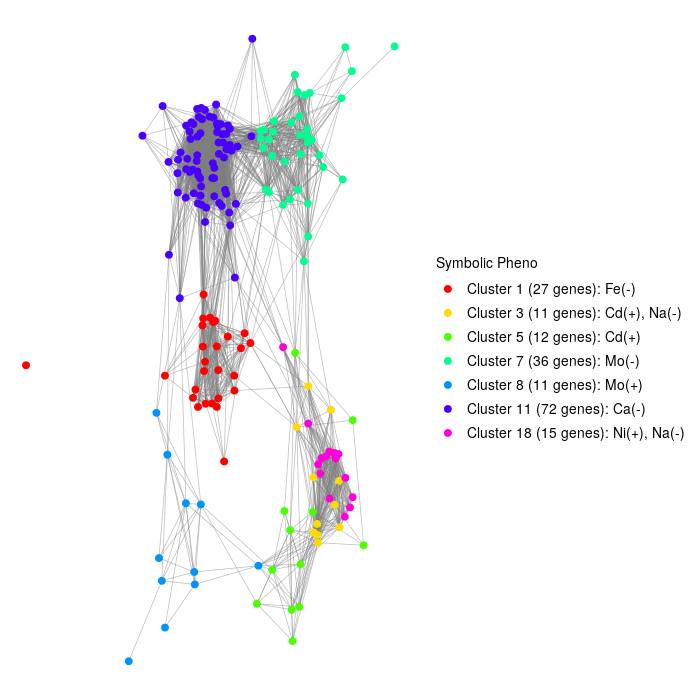 Symbolic Pheno
Cluster 1 (27 genes): Fe(-)
Cluster 3 (11 genes): Cd(+), Na(-)
Cluster 5 (12 genes): Cd(+)
Cluster 7 (36 genes): Mo(-)
Cluster 8 (11 genes): Mo(+)
Cluster 11 (72 genes): Ca(-)
Cluster 18 (15 genes): Ni(+), Na(-)